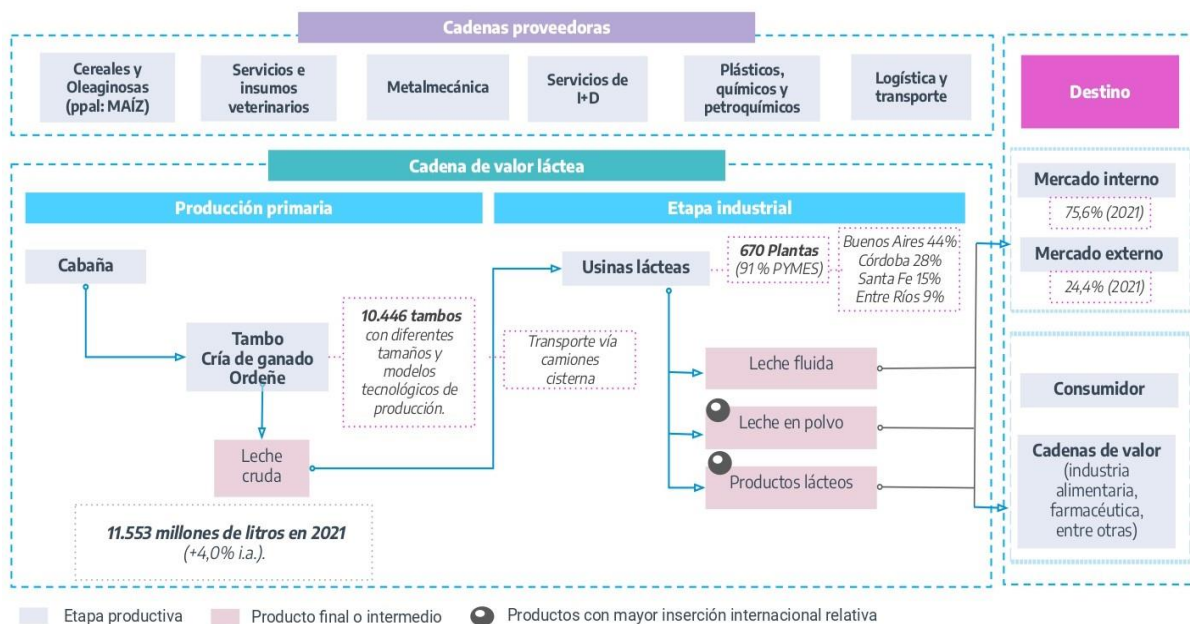 Cadenas proveedoras
Cereales y
Oleaginosas
(ppal: MAÍZ)
Servicios e
insumos
veterinarios
Metalmecánica
Servicios de
I+D
Plásticos,
químicos y
petroquímicos
Logística y
transporte
Destino
Cadena de valor láctea
Producción primaria
Etapa industrial
Cabaña
Tambo
Cría de ganado
Ordeñe
10.446 tambos
con diferentes
tamaños y
modelos
tecnológicos de
producción.
Leche
cruda
11.553 millones de litros en 2021
(+4,0% i.a.).
Transporte vía
camiones
cisterna
Usinas lácteas
670 Plantas
(91 % PYMES)
Buenos Aires 44%
Córdoba 28%
Santa Fe 15%
Entre Ríos 9%
Leche fluida
Leche en polvo
Productos lácteos
Mercado interno
75,6% (2021)
Mercado externo
24,4% (2021)
Consumidor
Cadenas de valor
(industria
alimentaria,
farmacéutica,
entre otras)
Etapa productiva
Producto final o intermedio
Productos con mayor inserción internacional relativa